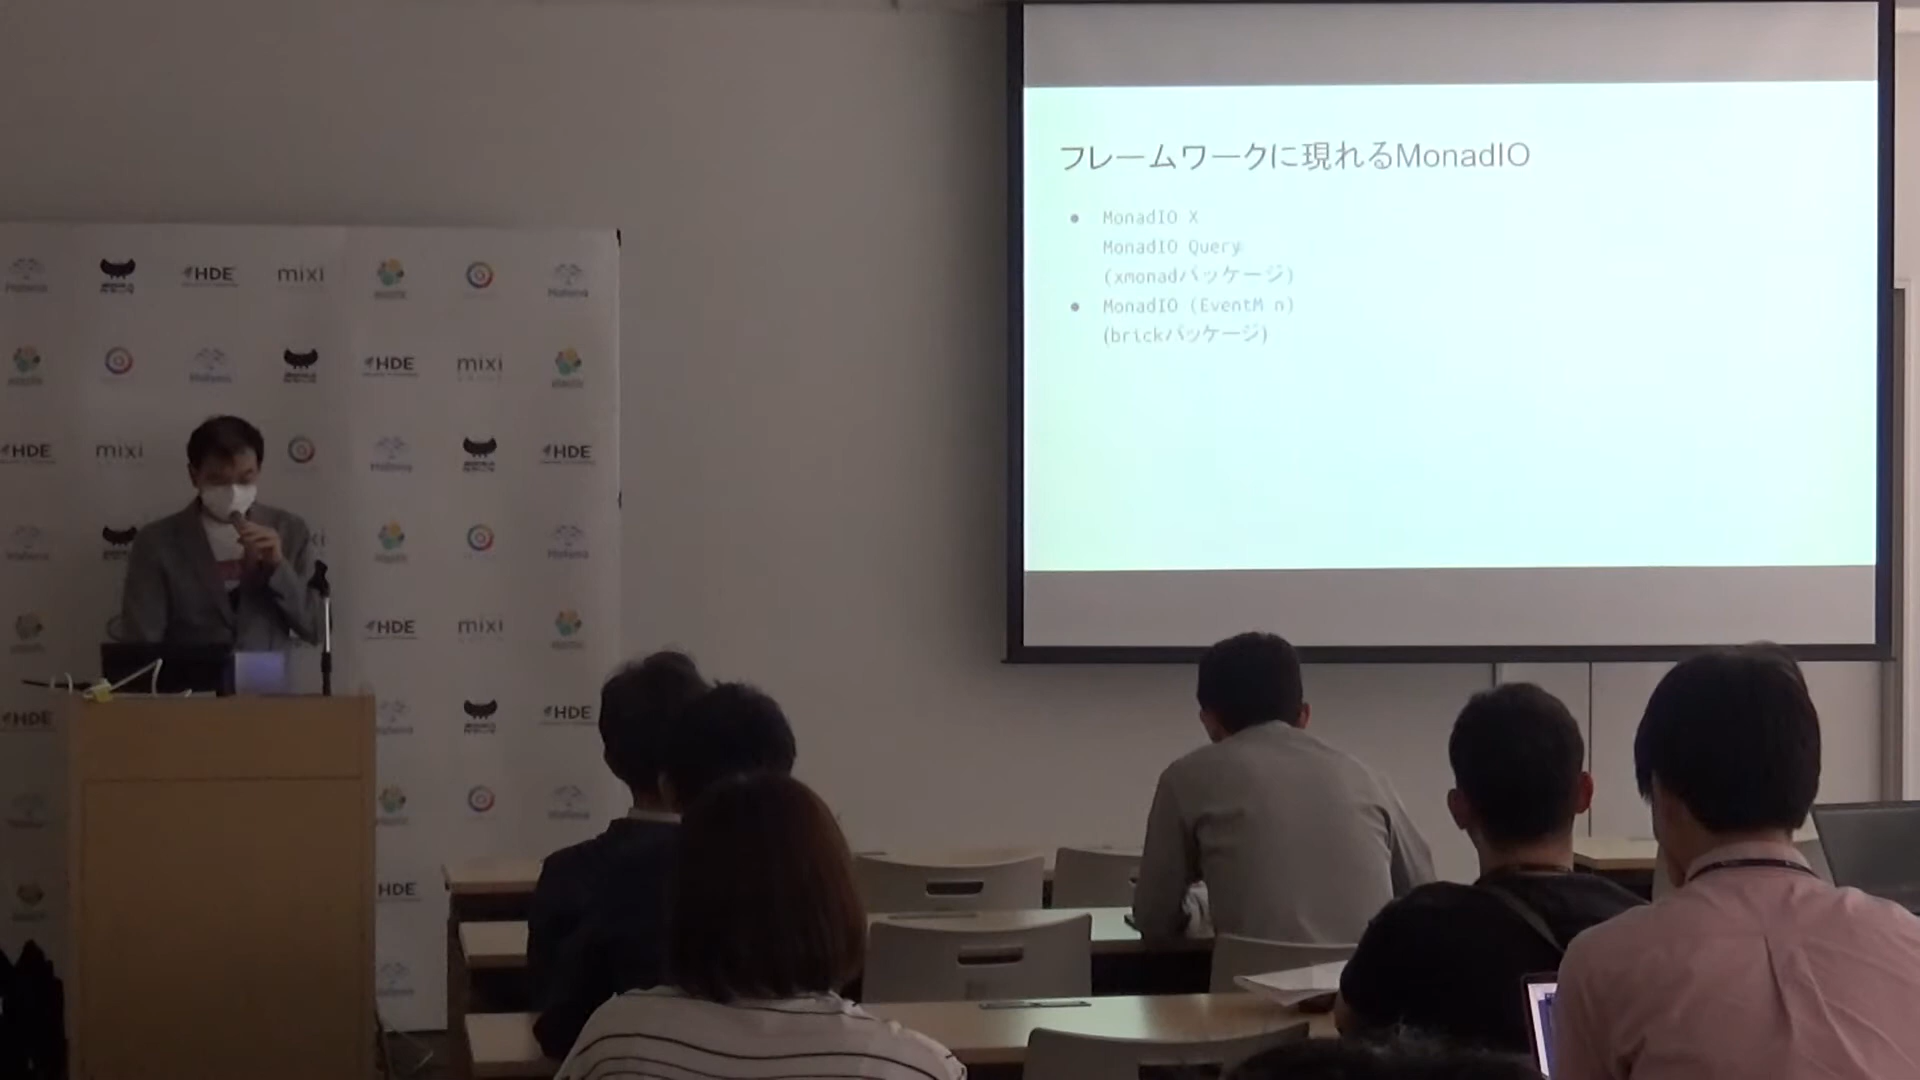 フレームワークに現れるMonadIO
● MonadIO X
MonadIO Query
(xmonadパッケージ)
● MonadIO (EventM n)
(brickパッケージ)
HDE mixi
HDE mixi
HDE mixi HDE
xi
HDE mixi
HDE HDE
HDE